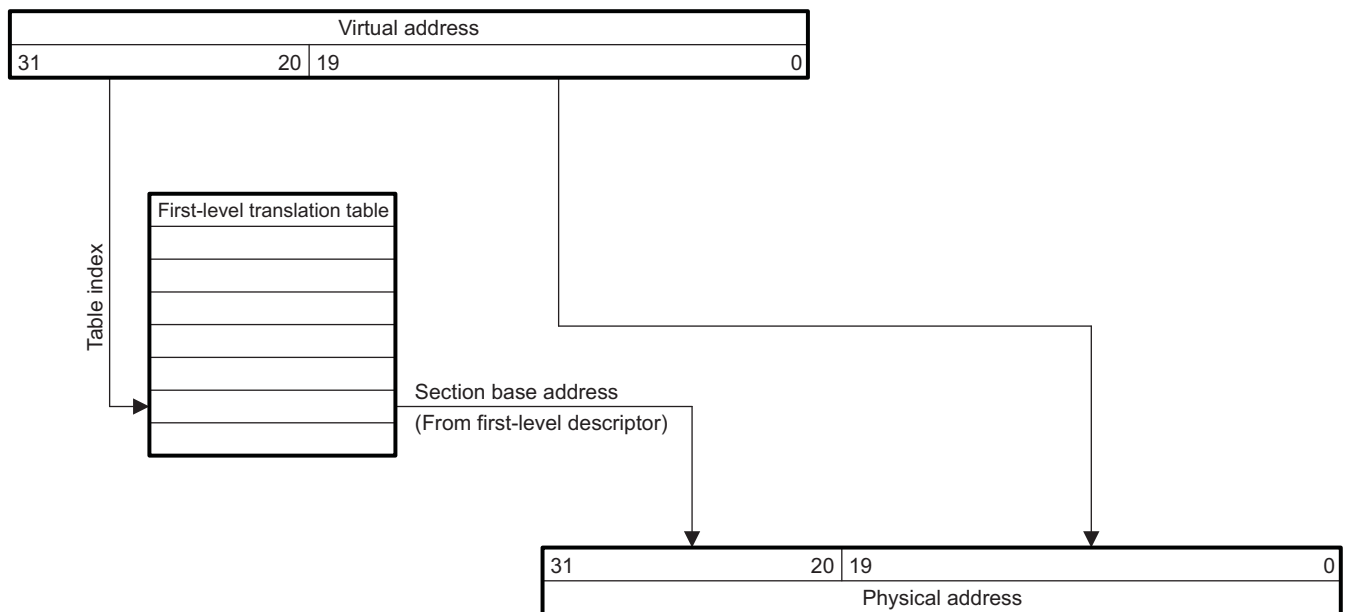 Virtual address
31 20 19 0
First-level translation table
Table index
Section base address
(From first-level descriptor)
31 20 19 0
Physical address